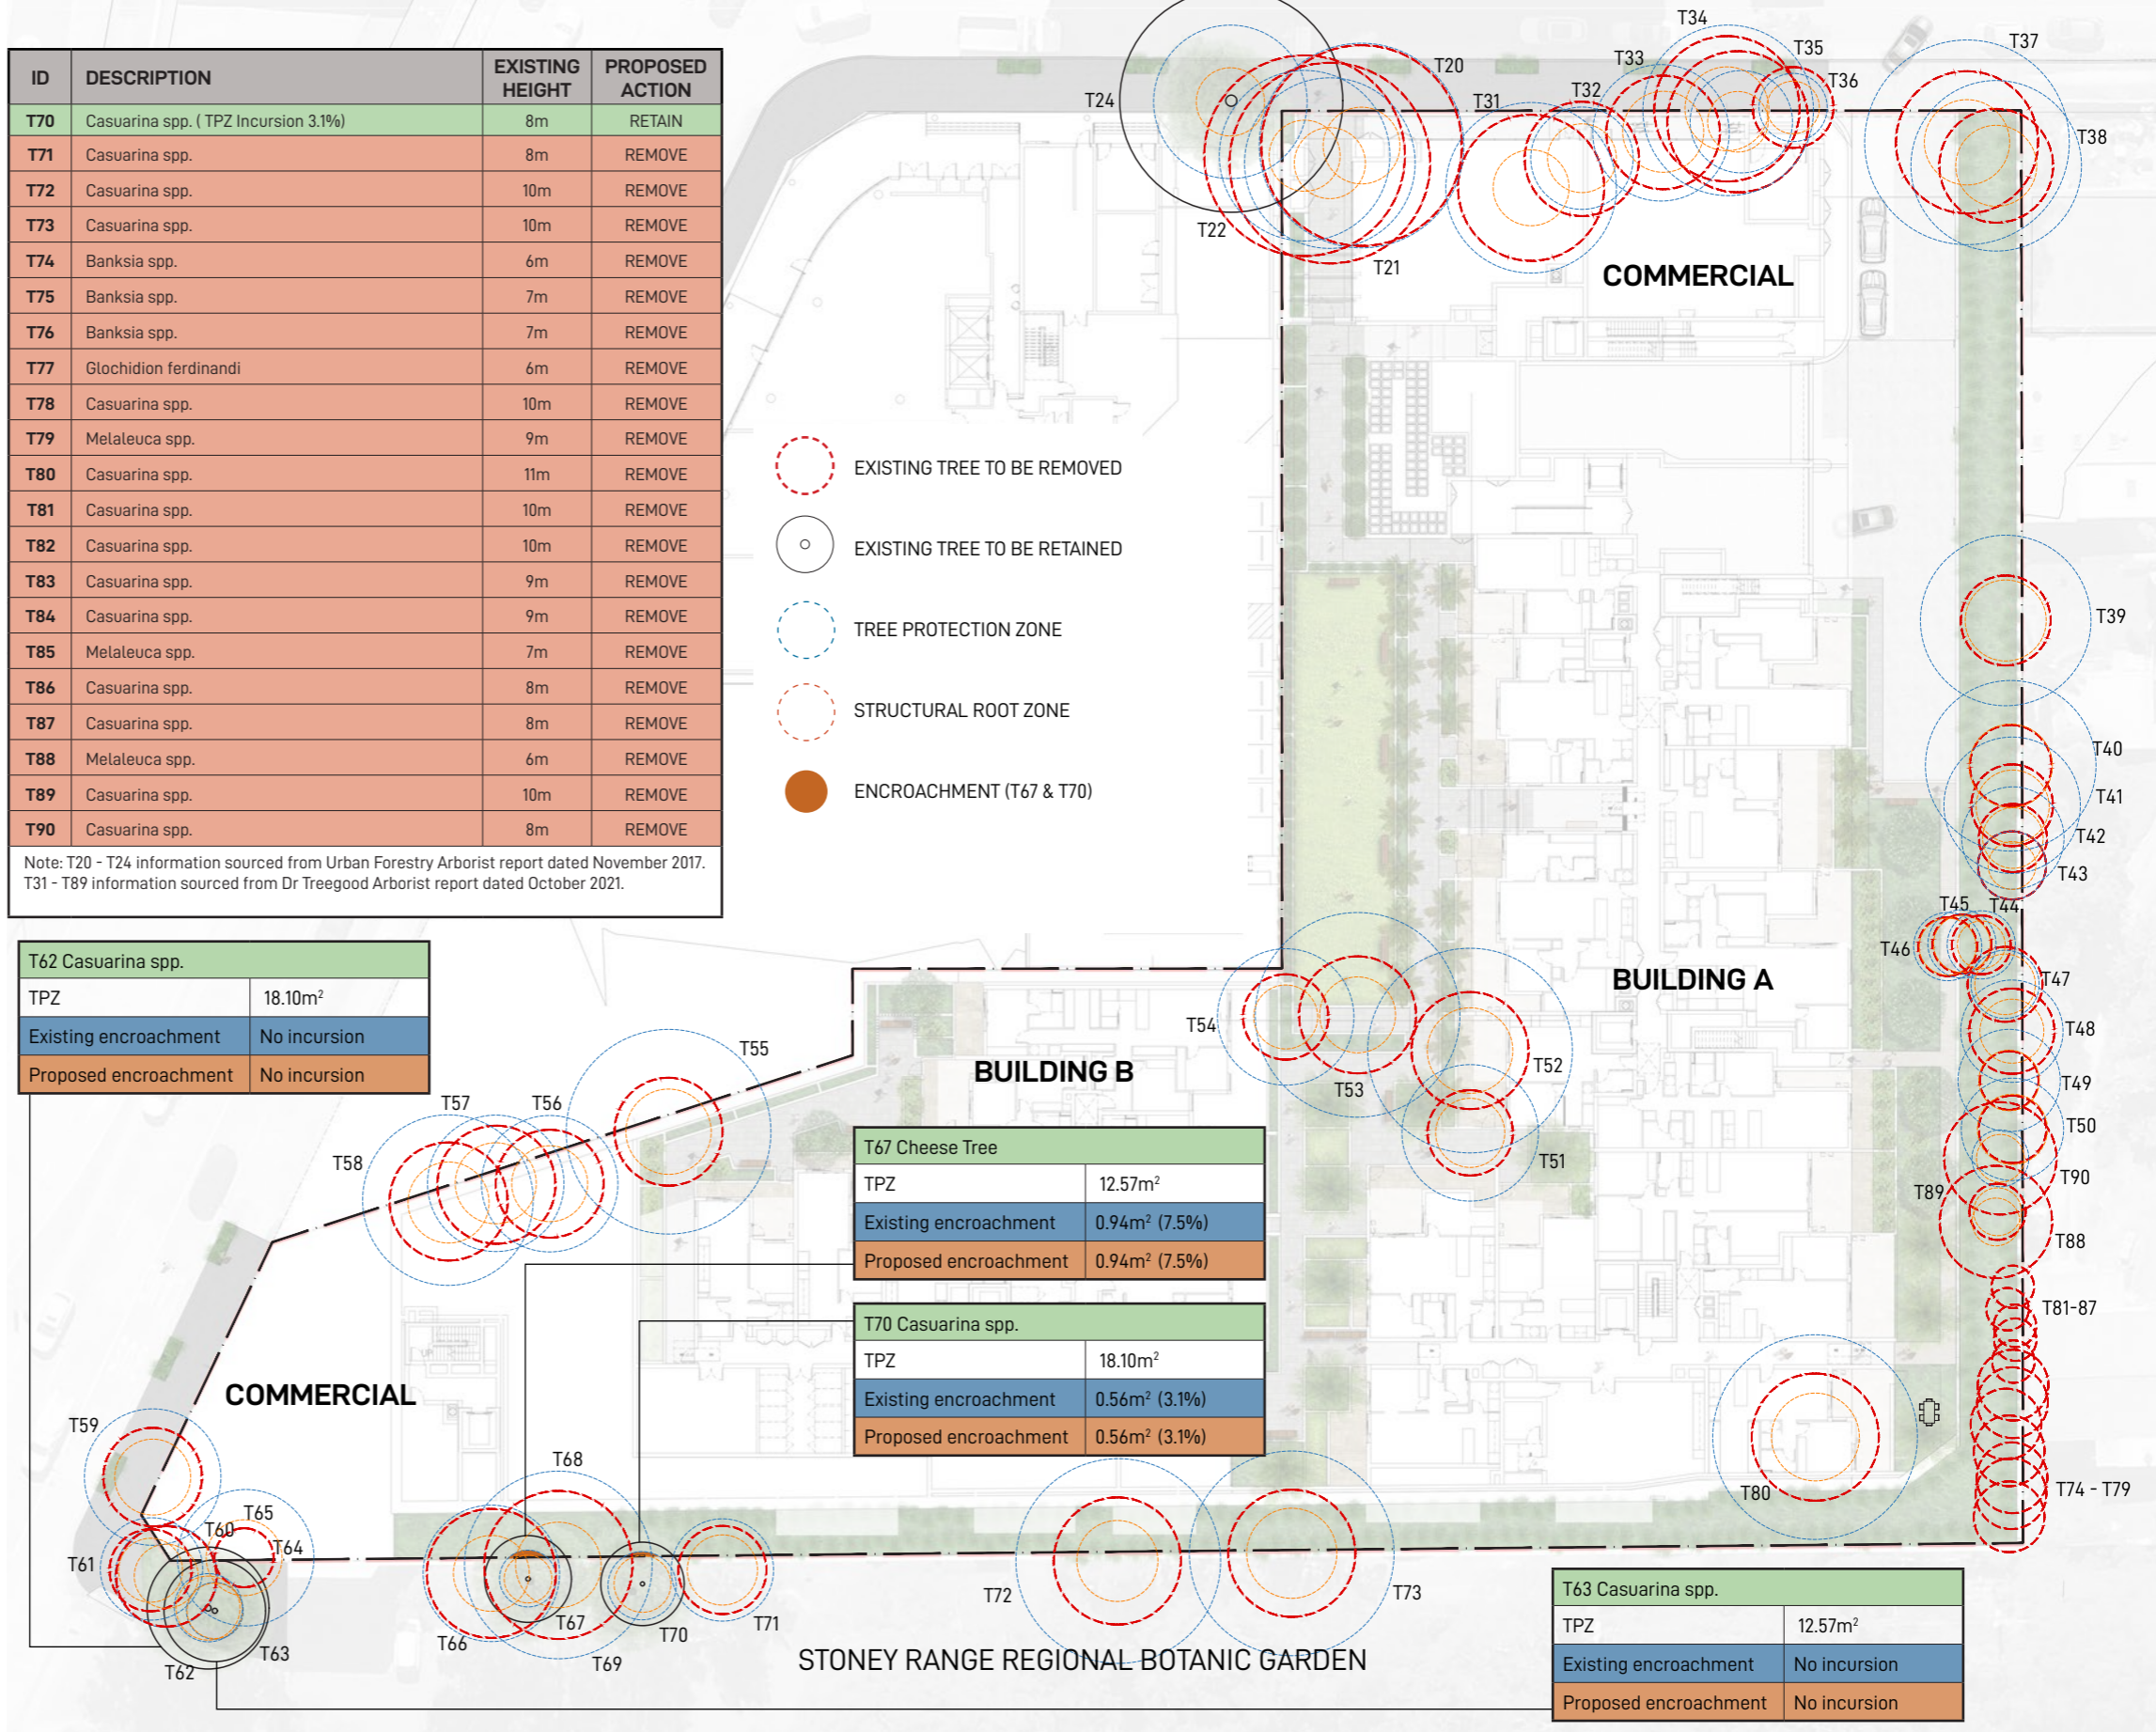 ID DESCRIPTION EXISTING HEIGHT PROPOSED ACTION
T70 Casuarina spp. ( TPZ Incursion 3.1%) 8m RETAIN
T71 Casuarina spp. 8m REMOVE
T72 Casuarina spp. 10m REMOVE
T73 Casuarina spp. 10m REMOVE
T74 Banksia spp. 6m REMOVE
T75 Banksia spp. 7m REMOVE
T76 Banksia spp. 7m REMOVE
T77 Glochidion ferdinandi 6m REMOVE
T78 Casuarina spp. 10m REMOVE
T79 Melaleuca spp. 9m REMOVE
T80 Casuarina spp. 11m REMOVE
T81 Casuarina spp. 10m REMOVE
T82 Casuarina spp. 10m REMOVE
T83 Casuarina spp. 9m REMOVE
T84 Casuarina spp. 9m REMOVE
T85 Melaleuca spp. 7m REMOVE
T86 Casuarina spp. 8m REMOVE
T87 Casuarina spp. 8m REMOVE
T88 Melaleuca spp. 6m REMOVE
T89 Casuarina spp. 10m REMOVE
T90 Casuarina spp. 8m REMOVE
Note: T20 - T24 information sourced from Urban Forestry Arborist report dated November 2017.
T31 - T89 information sourced from Dr Treegood Arborist report dated October 2021.
EXISTING TREE TO BE REMOVED
EXISTING TREE TO BE RETAINED
TREE PROTECTION ZONE
STRUCTURAL ROOT ZONE
ENCROACHMENT (T67 & T70)
T24
T22
T21
T20
T31
T32
T33
T34
T35
T36
T37
T38
COMMERCIAL
T39
T40
T41
T42
T43
T44
T45
T46
T47
T48
T49
T50
T90
T89
T88
T81-87
T74 - T79
T80
BUILDING A
T51
T52
T53
T54
BUILDING B
T55
T56
T57
T58
T62 Casuarina spp.
TPZ 18.10m²
Existing encroachment No incursion
Proposed encroachment No incursion
T67 Cheese Tree
TPZ 12.57m²
Existing encroachment 0.94m² (7.5%)
Proposed encroachment 0.94m² (7.5%)
T70 Casuarina spp.
TPZ 18.10m²
Existing encroachment 0.56m² (3.1%)
Proposed encroachment 0.56m² (3.1%)
COMMERCIAL
T59
T60
T65
T64
T61
T62
T63
T68
T66
T67
T69
T70
T71
T72
T73
STONEY RANGE REGIONAL BOTANIC GARDEN
T63 Casuarina spp.
TPZ 12.57m²
Existing encroachment No incursion
Proposed encroachment No incursion